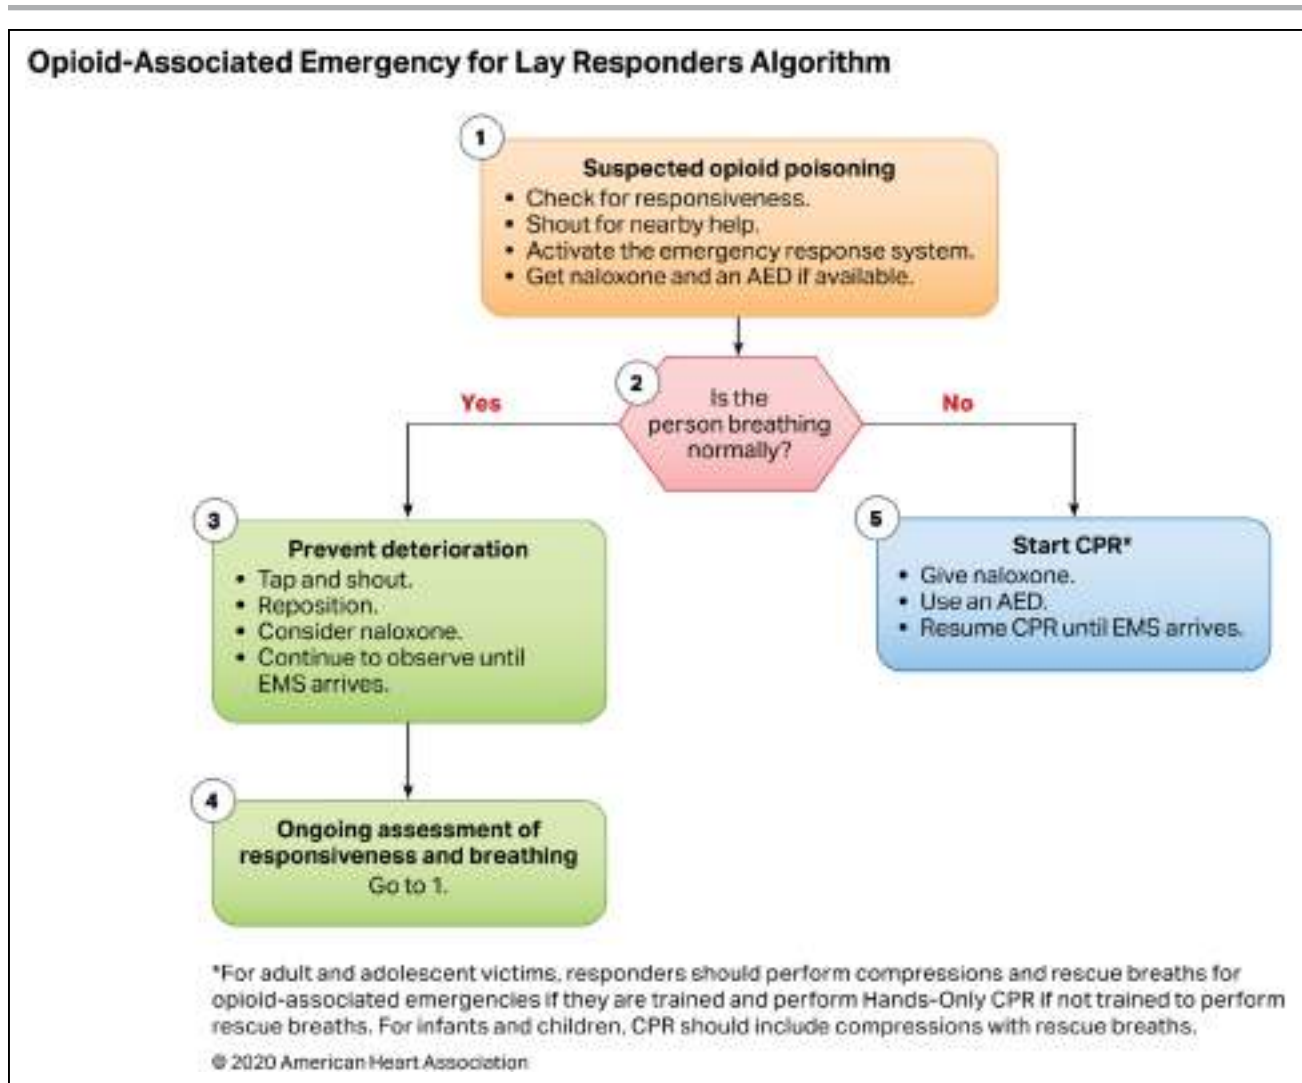 Opioid-Associated Emergency for Lay Responders Algorithm
1
Suspected opioid poisoning
• Check for responsiveness.
• Shout for nearby help.
• Activate the emergency response system.
• Get naloxone and an AED if available.
2
Is the
person breathing
normally?
Yes
No
3
Prevent deterioration
• Tap and shout.
• Reposition.
• Consider naloxone.
• Continue to observe until
EMS arrives.
5
Start CPR*
• Give naloxone.
• Use an AED.
• Resume CPR until EMS arrives.
4
Ongoing assessment of
responsiveness and breathing
Go to 1.
*For adult and adolescent victims, responders should perform compressions and rescue breaths for
opioid-associated emergencies if they are trained and perform Hands-Only CPR if not trained to perform
rescue breaths. For infants and children, CPR should include compressions with rescue breaths.
© 2020 American Heart Association